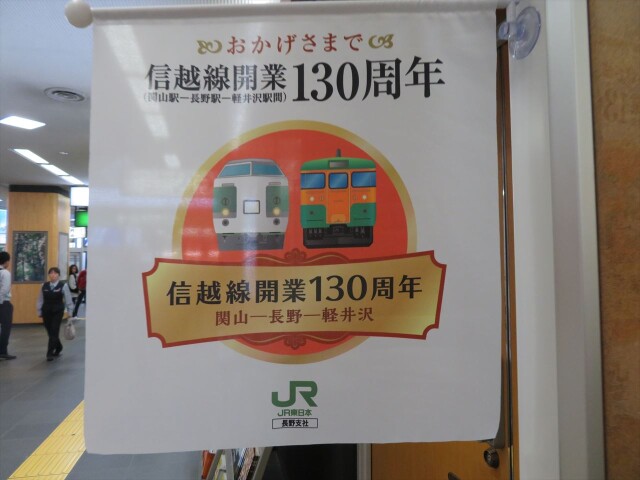 おかげさまで
信越線開業130周年
(関山駅―長野駅―軽井沢駅間)
信越線開業130周年
関山―長野―軽井沢
JR
JR東日本
長野支社